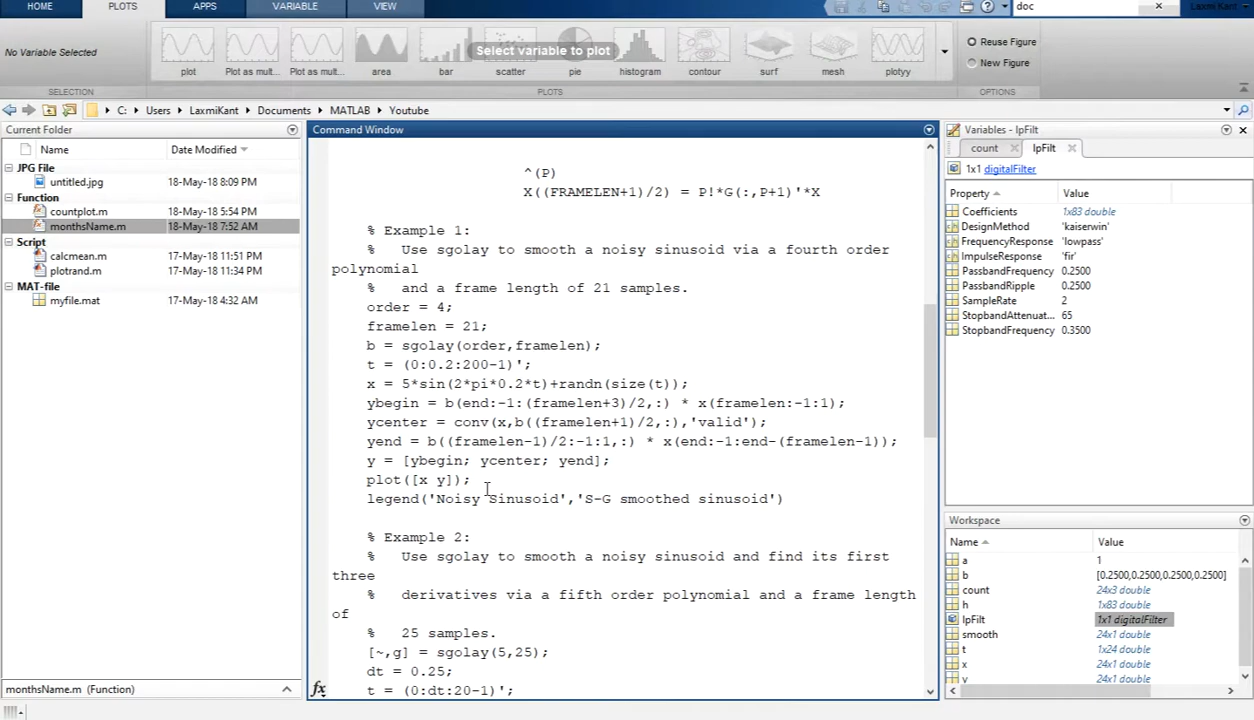 HOME PLOTS APPS VARIABLE VIEW doc Laxmi Kant
No Variable Selected
Select variable to plot
plot Plot as mult... Plot as mult... area bar scatter pie histogram contour surf mesh plotyy
Reuse Figure
New Figure
SELECTION PLOTS OPTIONS
C: Users LaxmiKant Documents MATLAB Youtube
Current Folder
Name Date Modified
JPG File
untitled.jpg 18-May-18 8:09 PM
Function
countplot.m 18-May-18 5:54 PM
monthsName.m 18-May-18 7:52 AM
Script
calcmean.m 17-May-18 11:51 PM
plotrand.m 17-May-18 11:34 PM
MAT-file
myfile.mat 17-May-18 4:32 AM
monthsName.m (Function)
Command Window
^(P)
X((FRAMELEN+1)/2) = P!*G(:,P+1)'*X
% Example 1:
% Use sgolay to smooth a noisy sinusoid via a fourth order
polynomial
% and a frame length of 21 samples.
order = 4;
framelen = 21;
b = sgolay(order,framelen);
t = (0:0.2:200-1)';
x = 5*sin(2*pi*0.2*t)+randn(size(t));
ybegin = b(end:-1:(framelen+3)/2,:) * x(framelen:-1:1);
ycenter = conv(x,b((framelen+1)/2,:),'valid');
yend = b((framelen-1)/2:-1:1,:) * x(end:-1:end-(framelen-1));
y = [ybegin; ycenter; yend];
plot([x y]);
legend('Noisy Sinusoid','S-G smoothed sinusoid')
% Example 2:
% Use sgolay to smooth a noisy sinusoid and find its first
three
% derivatives via a fifth order polynomial and a frame length
of
% 25 samples.
[~,g] = sgolay(5,25);
dt = 0.25;
t = (0:dt:20-1)';
fx
Variables - lpFilt
count lpFilt
1x1 digitalFilter
Property Value
Coefficients 1x83 double
DesignMethod 'kaiserwin'
FrequencyResponse 'lowpass'
ImpulseResponse 'fir'
PassbandFrequency 0.2500
PassbandRipple 0.2500
SampleRate 2
StopbandAttenuat... 65
StopbandFrequency 0.3500
Workspace
Name Value
a 1
b [0.2500,0.2500,0.2500,0.2500]
count 24x3 double
h 1x83 double
lpFilt 1x1 digitalFilter
smooth 24x1 double
t 24x1 double
x 24x1 double
y 24x1 double